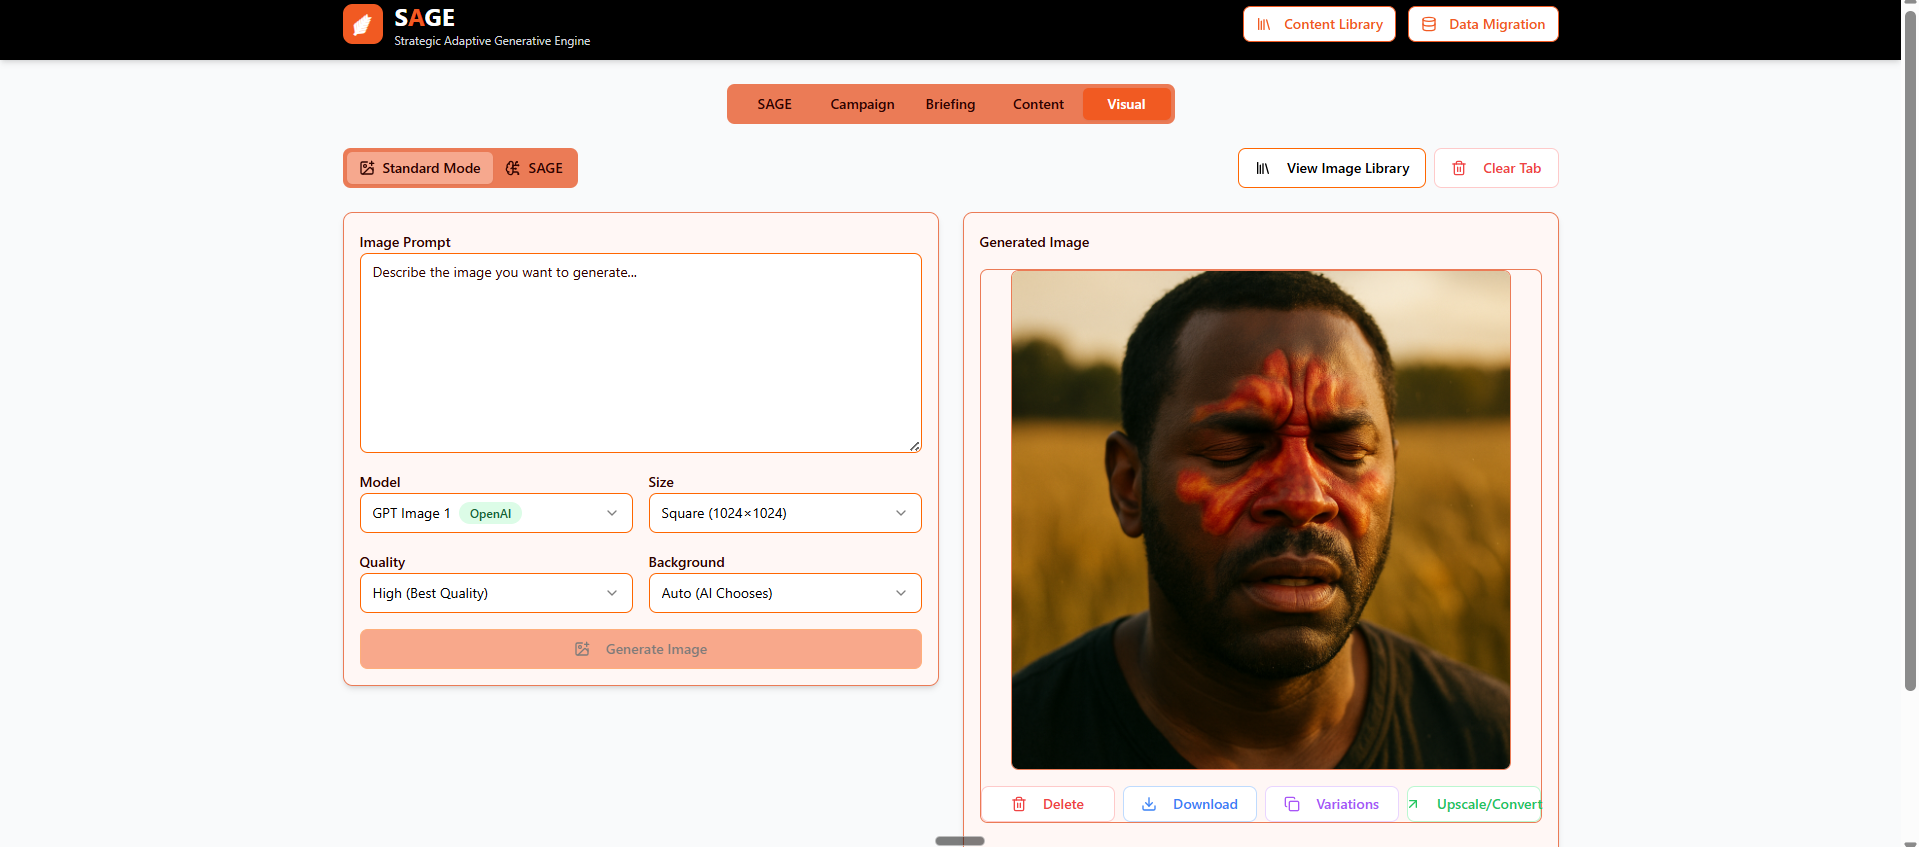 SAGE
Strategic Adaptive Generative Engine
Content Library
Data Migration
SAGE
Campaign
Briefing
Content
Visual
Standard Mode
SAGE
View Image Library
Clear Tab
Image Prompt
Describe the image you want to generate...
Model
Size
GPT Image 1 OpenAI
Square (1024×1024)
Quality
Background
High (Best Quality)
Auto (AI Chooses)
Generate Image
Generated Image
Delete
Download
Variations
Upscale/Convert